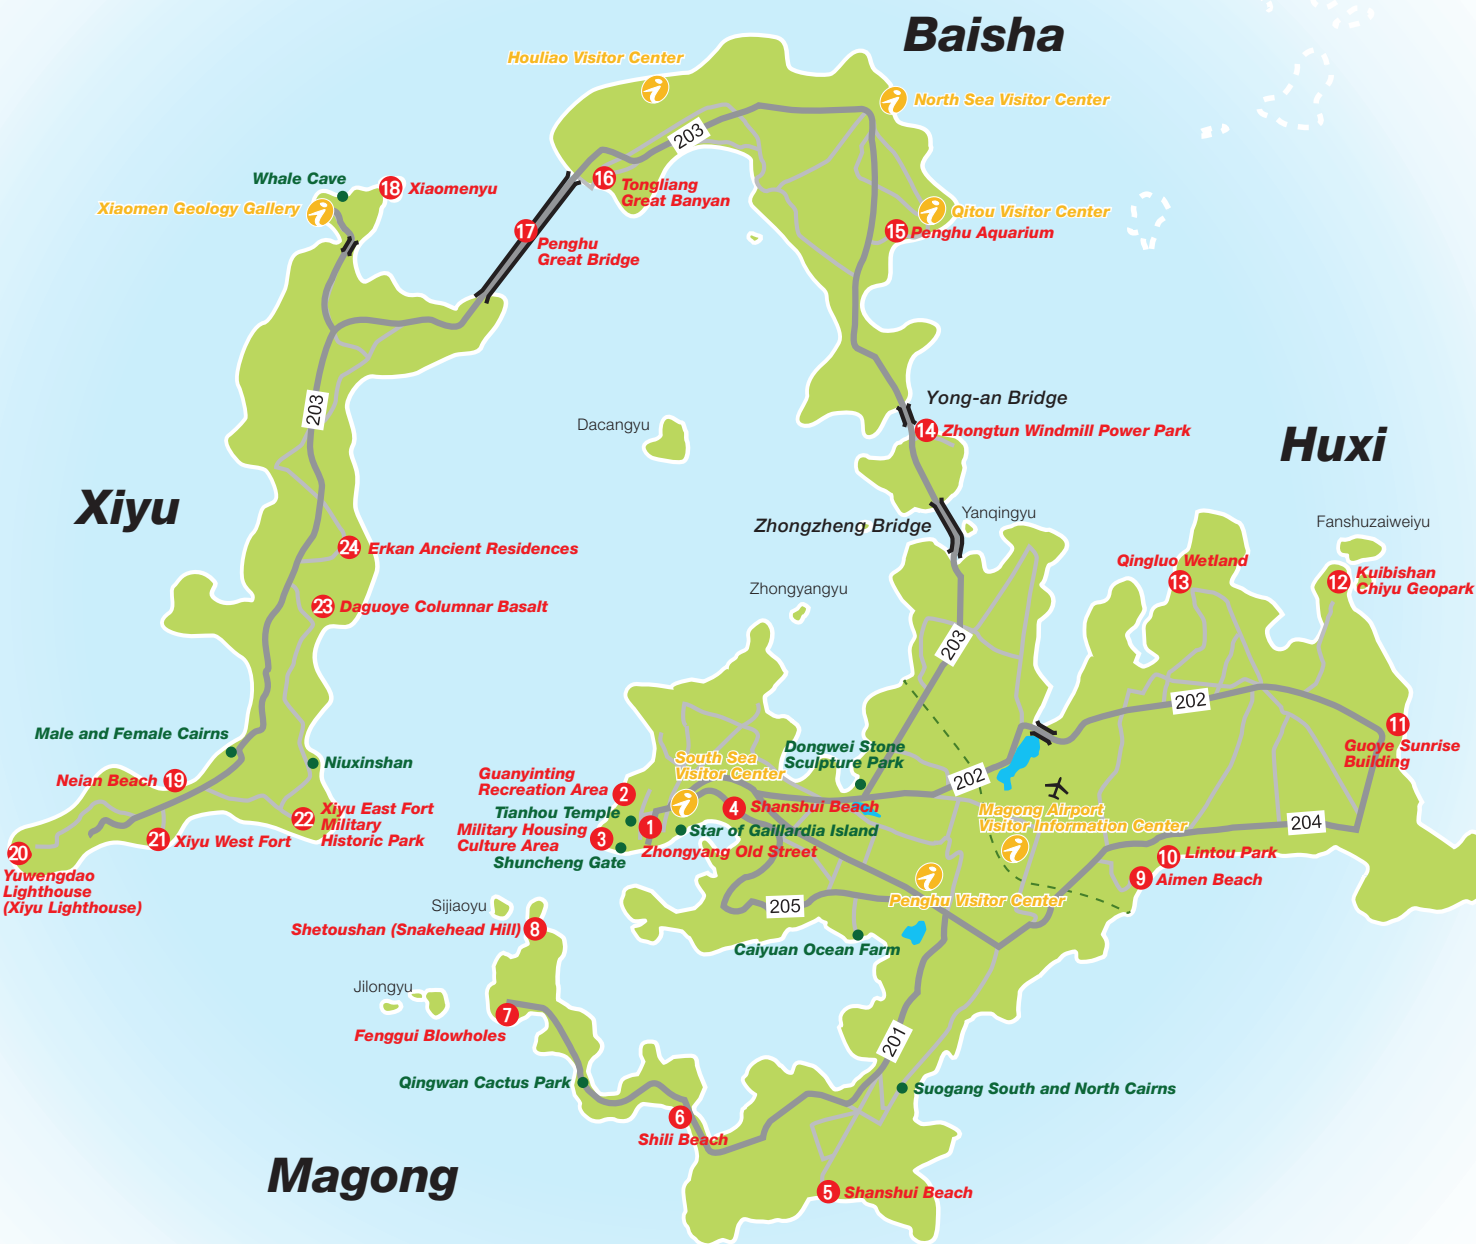 Baisha
Houliao Visitor Center
North Sea Visitor Center
203
Whale Cave
18 Xiaomenyu
16 Tongliang
Great Banyan
Xiaomen Geology Gallery
Qitou Visitor Center
15 Penghu Aquarium
17 Penghu
Great Bridge
203
Yong-an Bridge
Dacangyu
14 Zhongtun Windmill Power Park
Huxi
Xiyu
Zhongzheng Bridge
Yanqingyu
Fanshuzaiweiyu
24 Erkan Ancient Residences
Qingluo Wetland
13
12 Kuibishan
Chiyu Geopark
Zhongyangyu
23 Daguoye Columnar Basalt
203
202
Male and Female Cairns
11
Guoye Sunrise
Building
Dongwei Stone
Sculpture Park
South Sea
Visitor Center
Niuxinshan
Neian Beach 19
Guanyinting
Recreation Area 2
202
4 Shanshui Beach
Xiyu East Fort
22 Military
Historic Park
Tianhou Temple
Magong Airport
Visitor Information Center
204
Military Housing
Culture Area 3
1
Star of Gaillardia Island
21 Xiyu West Fort
Zhongyang Old Street
Shuncheng Gate
20
Yuwengdao
Lighthouse
(Xiyu Lighthouse)
10 Lintou Park
9 Aimen Beach
Penghu Visitor Center
Sijiaoyu
205
Shetoushan (Snakehead Hill) 8
Caiyuan Ocean Farm
Jilongyu
7
Fenggui Blowholes
201
Qingwan Cactus Park
Suogang South and North Cairns
6
Shili Beach
Magong
5 Shanshui Beach